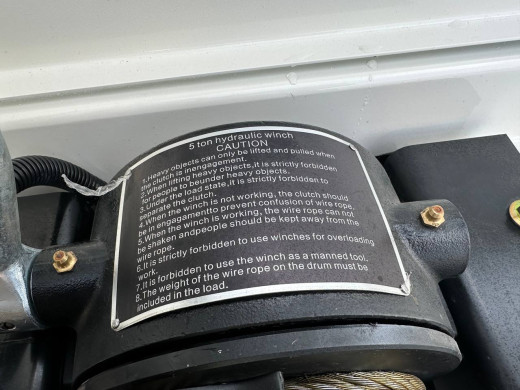 5 ton hydraulic winch
CAUTION
1.Heavy objects can only be lifted and pulled when
the clutch is inengagement.
2.When lifting heavy objects,it is strictly forbidden
for people to beunder heavy objects.
3.Under the load state,it is strictly forbidden to
separate the clutch.
4.When the winch is not working, the clutch should
be in engagamentto prevent confusion of wire rope.
5.When the winch is working, the wire rope can not
be shaken andpeople should be kept away from the
wire rope.
6.It is strictly forbidden to use winches for overloading
work.
7.It is forbidden to use the winch as a manned tool.
8.The weight of the wire rope on the drum must be
included in the load.